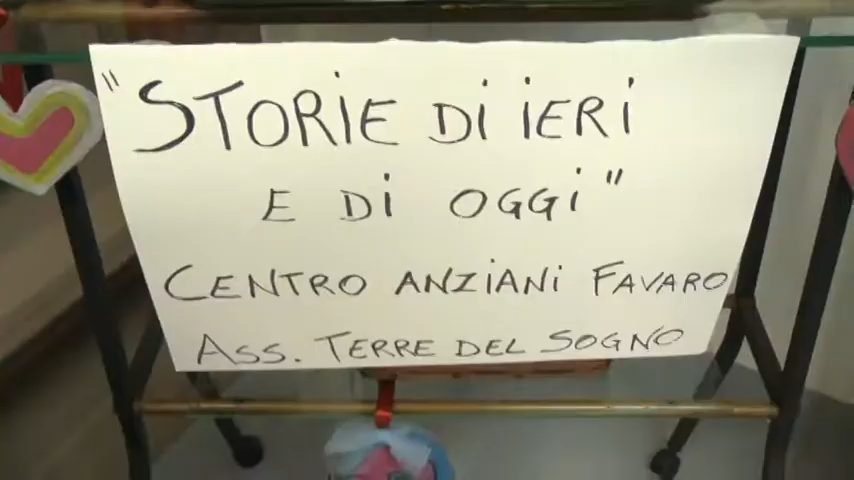 "STORIE DI IERI
E DI OGGI"
CENTRO ANZIANI FAVARO
ASS. TERRE DEL SOGNO